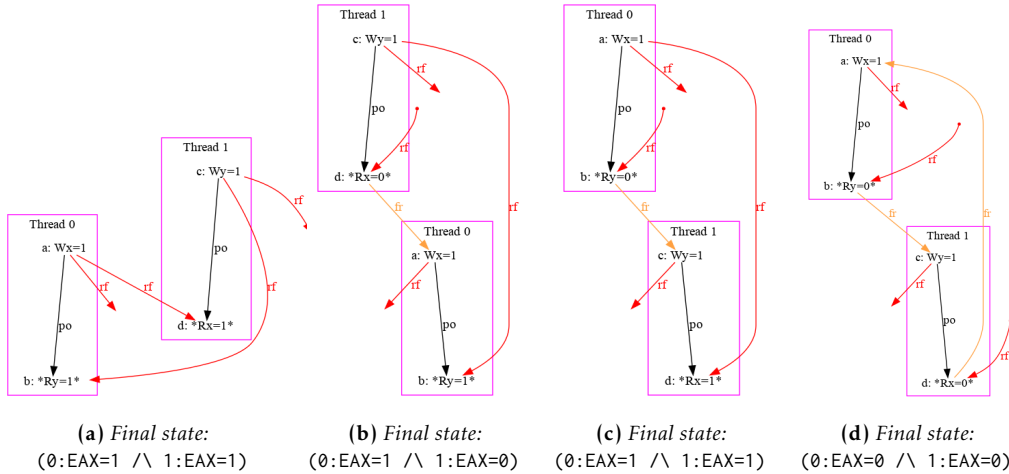 Thread 1
c: Wy=1
rf
rf
po
rf
d: *Rx=0*
fr
Thread 0
a: Wx=1
rf
po
b: *Ry=1*
Thread 0
a: Wx=1
rf
rf
po
rf
b: *Ry=0*
fr
Thread 1
c: Wy=1
rf
po
d: *Rx=1*
Thread 0
a: Wx=1
rf
po
rf
b: *Ry=0*
fr
fr
Thread 1
c: Wy=1
rf
po
rf
d: *Rx=0*
Thread 1
c: Wy=1
rf
po
d: *Rx=1*
Thread 0
a: Wx=1
rf
rf
rf
po
b: *Ry=1*
(a) Final state:
(0:EAX=1 /\ 1:EAX=1)
(b) Final state:
(0:EAX=1 /\ 1:EAX=0)
(c) Final state:
(0:EAX=1 /\ 1:EAX=1)
(d) Final state:
(0:EAX=0 /\ 1:EAX=0)